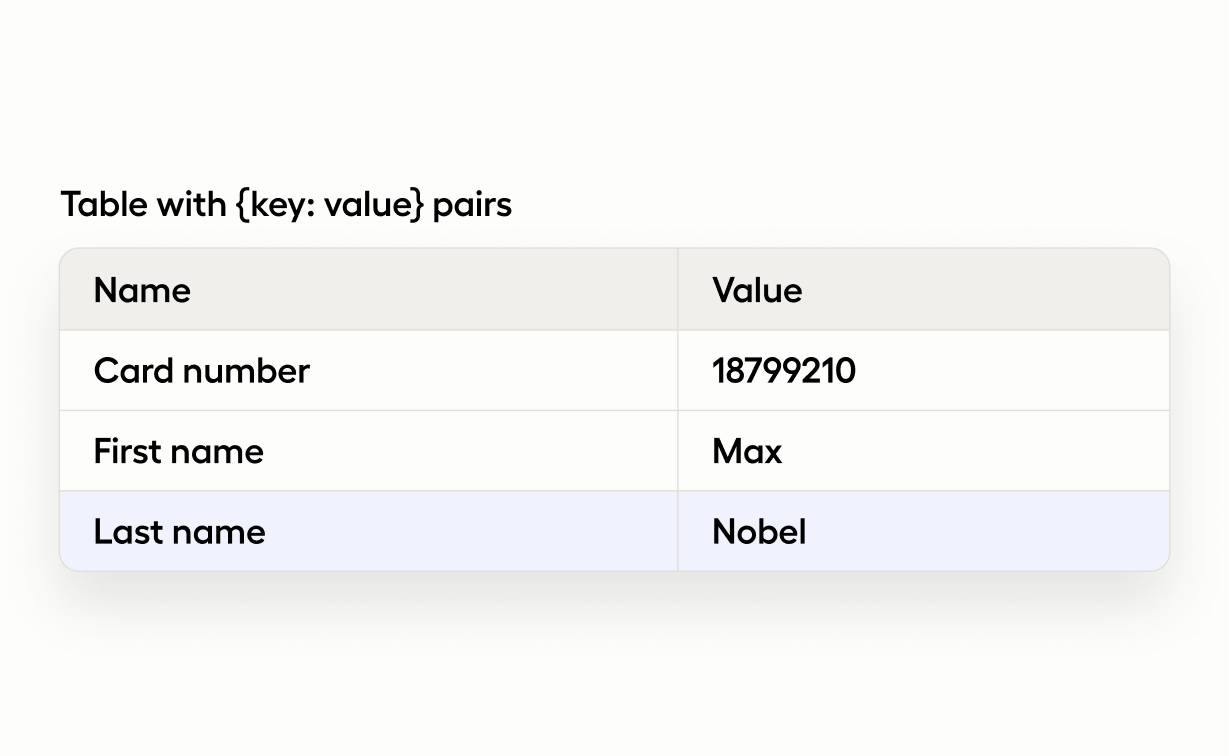 Table with {key: value} pairs
Name Value
Card number 18799210
First name Max
Last name Nobel